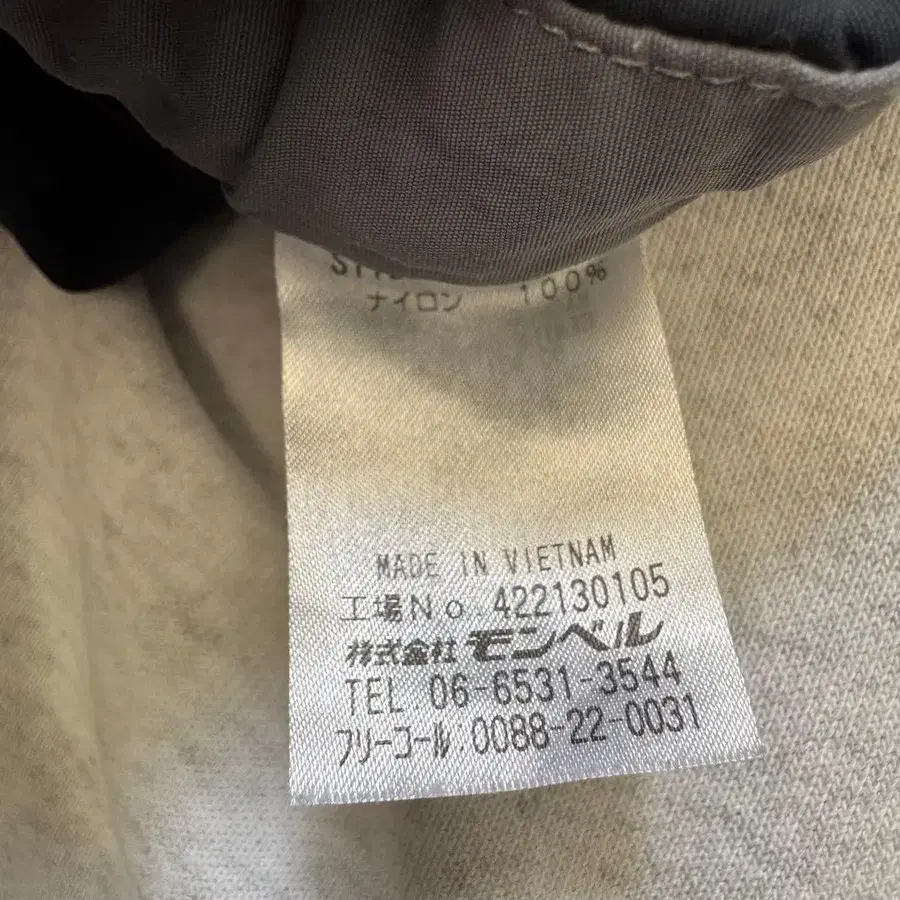 ナイロン 100%
MADE IN VIETNAM
工場No.422130105
株式会社 モンベル
TEL.06-6531-3544
フリーコール.0088-22-0031